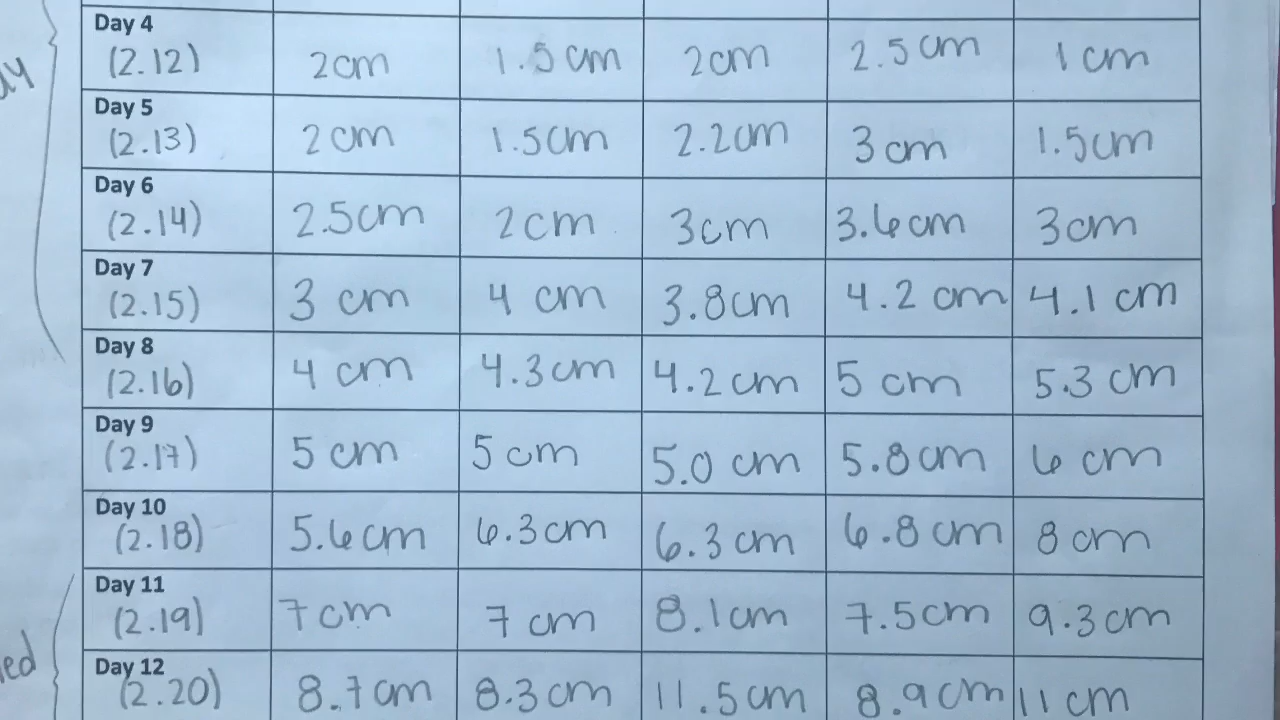 Day 4
(2.12) 2cm 1.5cm 2cm 2.5cm 1cm
Day 5
(2.13) 2cm 1.5cm 2.2cm 3cm 1.5cm
Day 6
(2.14) 2.5cm 2cm 3cm 3.6cm 3cm
Day 7
(2.15) 3 cm 4 cm 3.8cm 4.2 cm 4.1 cm
Day 8
(2.16) 4 cm 4.3cm 4.2cm 5 cm 5.3 cm
Day 9
(2.17) 5 cm 5 cm 5.0 cm 5.8cm 6 cm
Day 10
(2.18) 5.6cm 6.3cm 6.3cm 6.8cm 8cm
Day 11
(2.19) 7cm 7 cm 8.1cm 7.5cm 9.3cm
Day 12
(2.20) 8.7cm 8.3cm 11.5cm 8.9cm 11cm